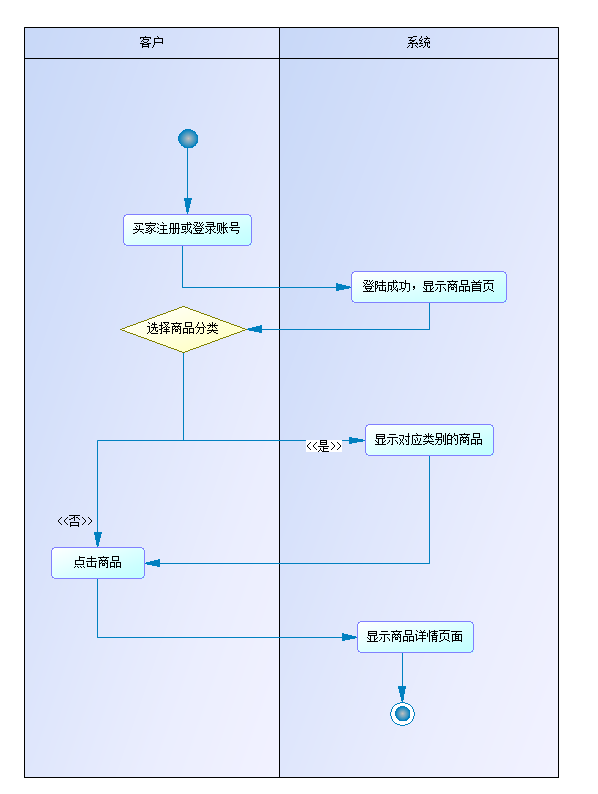 客户
系统
买家注册或登录账号
登陆成功，显示商品首页
选择商品分类
<<是>>
显示对应类别的商品
<<否>>
点击商品
显示商品详情页面